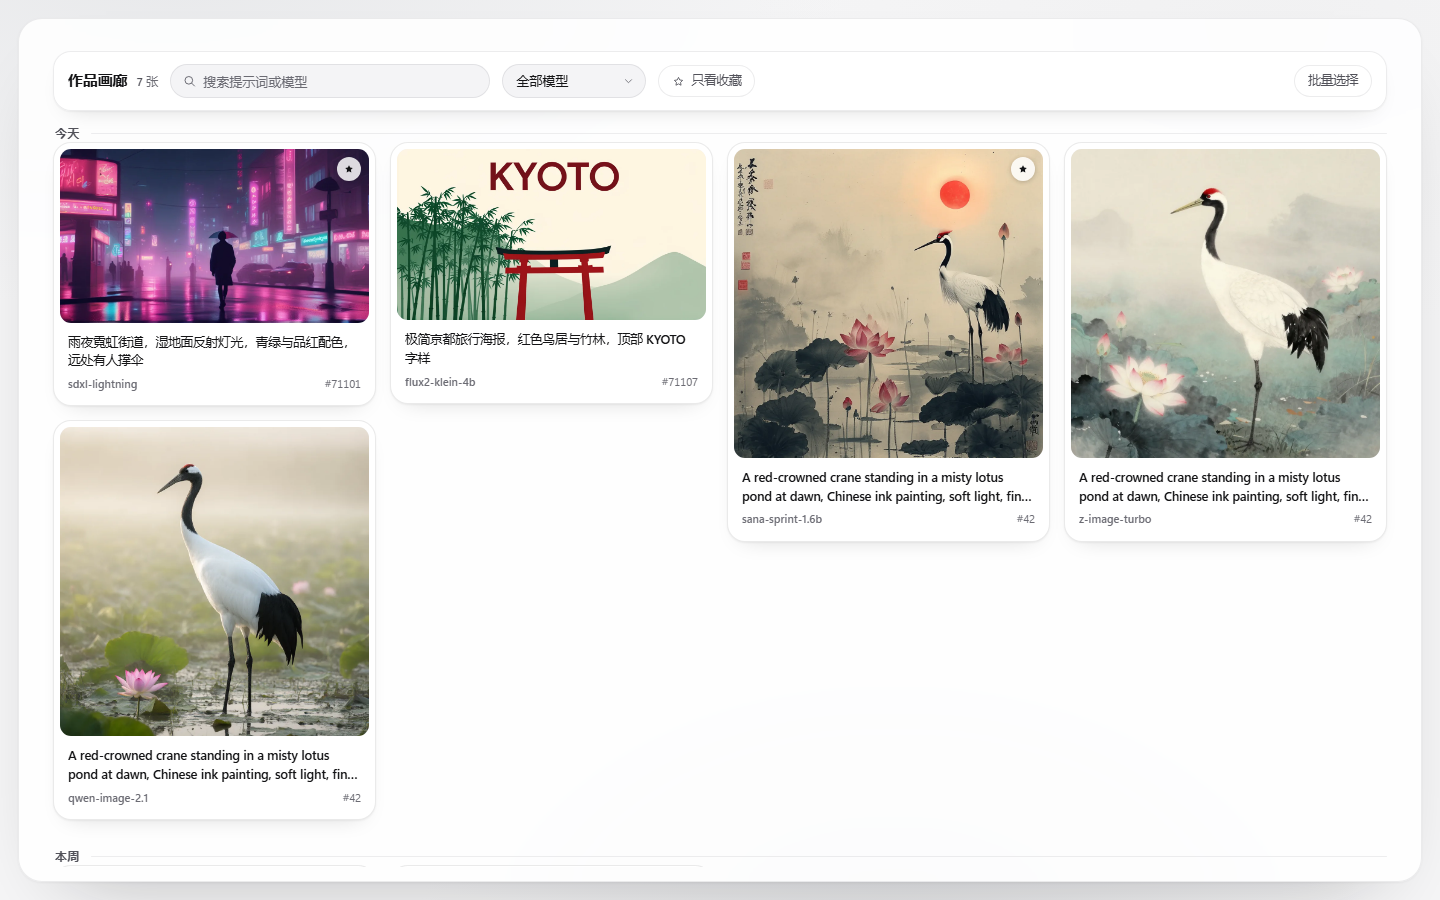 作品画廊 7 张
搜索提示词或模型
全部模型
只看收藏
批量选择
今天
KYOTO
雨夜霓虹街道，湿地面反射灯光，青绿与品红配色，
远处有人撑伞
sdxl-lightning #71101
极简京都旅行海报，红色鸟居与竹林，顶部 KYOTO
字样
flux2-klein-4b #71107
A red-crowned crane standing in a misty lotus
pond at dawn, Chinese ink painting, soft light, fin...
sana-sprint-1.6b #42
A red-crowned crane standing in a misty lotus
pond at dawn, Chinese ink painting, soft light, fin...
z-image-turbo #42
A red-crowned crane standing in a misty lotus
pond at dawn, Chinese ink painting, soft light, fin...
qwen-image-2.1 #42
本周